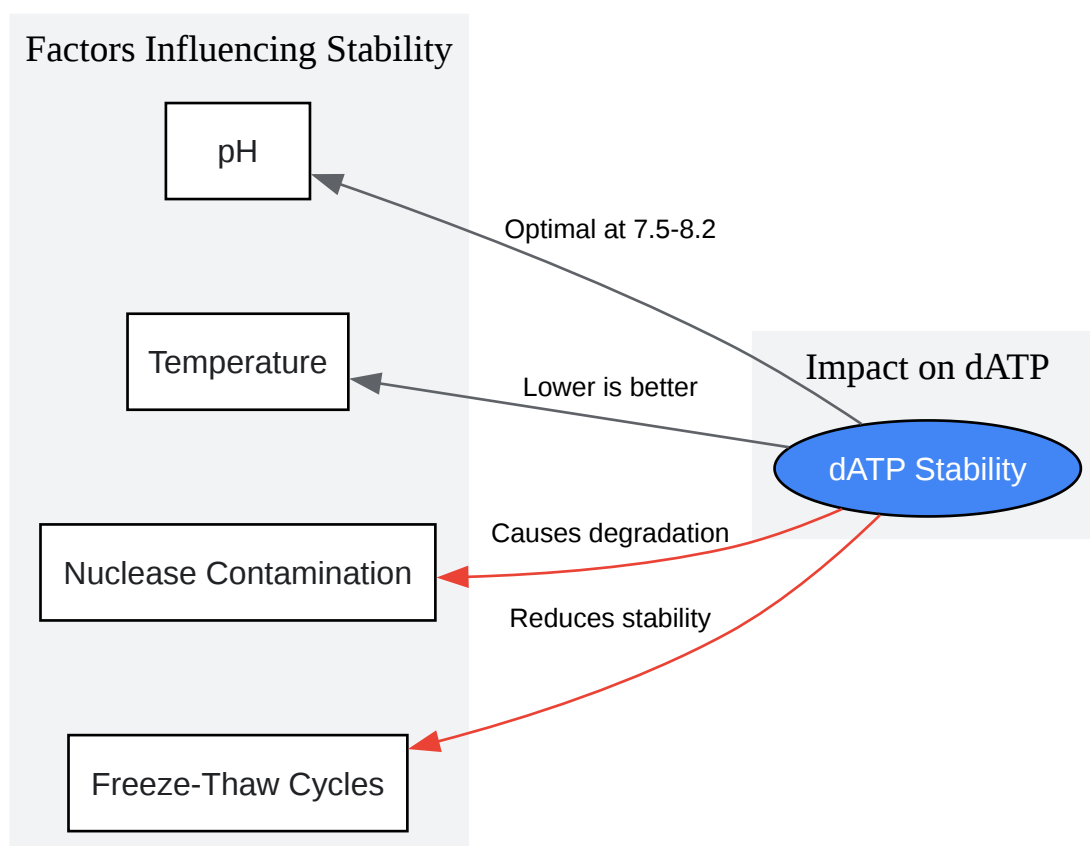 Factors Influencing Stability
pH
Optimal at 7.5-8.2
Temperature
Lower is better
Impact on dATP
dATP Stability
Nuclease Contamination
Causes degradation
Reduces stability
Freeze-Thaw Cycles